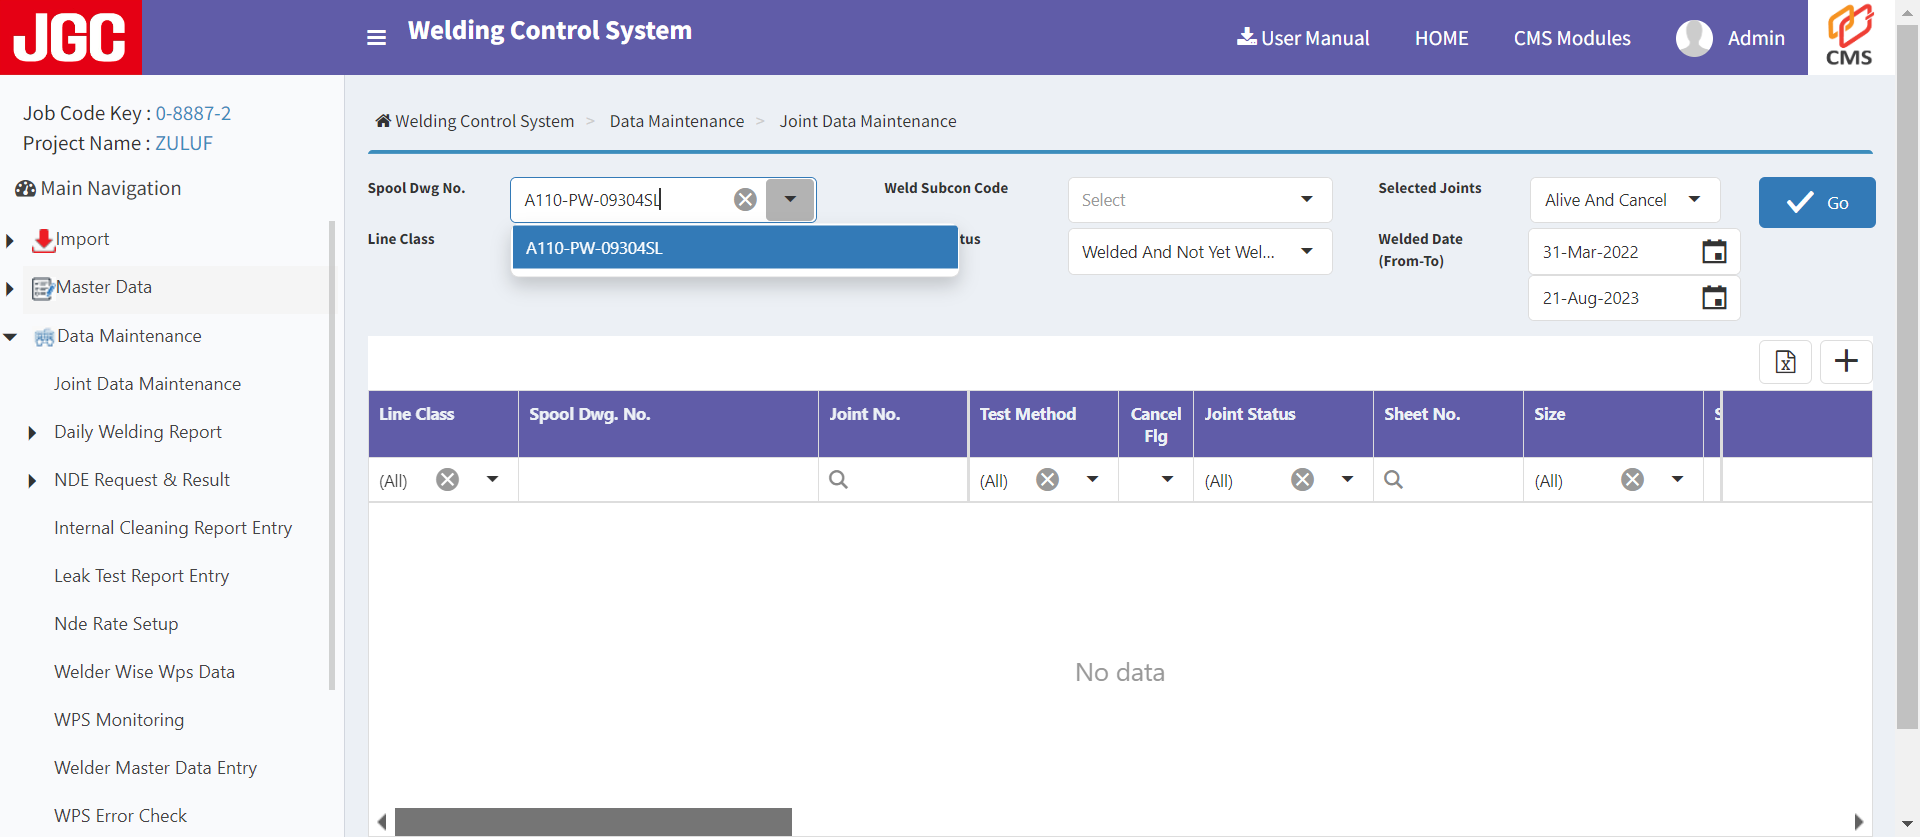 JGC
Welding Control System
User Manual
HOME
CMS Modules
Admin
CMS
Job Code Key : 0-8887-2
Project Name : ZULUF
Main Navigation
Import
Master Data
Data Maintenance
Joint Data Maintenance
Daily Welding Report
NDE Request & Result
Internal Cleaning Report Entry
Leak Test Report Entry
Nde Rate Setup
Welder Wise Wps Data
WPS Monitoring
Welder Master Data Entry
WPS Error Check
Welding Control System > Data Maintenance > Joint Data Maintenance
Spool Dwg No.
A110-PW-09304SL
Weld Subcon Code
Select
Selected Joints
Alive And Cancel
Go
Line Class
A110-PW-09304SL
tus
Welded And Not Yet Wel...
Welded Date
(From-To)
31-Mar-2022
21-Aug-2023
Line Class
Spool Dwg. No.
Joint No.
Test Method
Cancel
Flg
Joint Status
Sheet No.
Size
(All)
(All)
(All)
(All)
No data